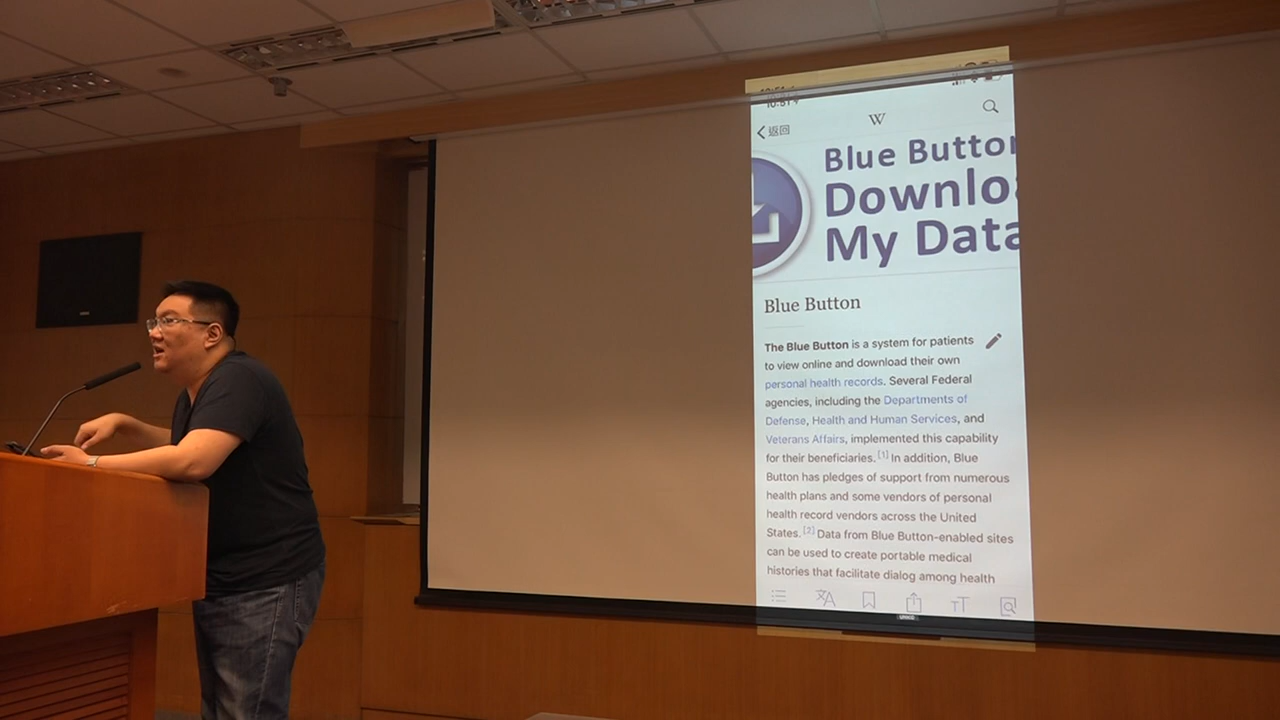 10:51
W
返回
Blue Button
Downlo
My Data
Blue Button
The Blue Button is a system for patients
to view online and download their own
personal health records. Several Federal
agencies, including the Departments of
Defense, Health and Human Services, and
Veterans Affairs, implemented this capability
for their beneficiaries.[1] In addition, Blue
Button has pledges of support from numerous
health plans and some vendors of personal
health record vendors across the United
States.[2] Data from Blue Button-enabled sites
can be used to create portable medical
histories that facilitate dialog among health